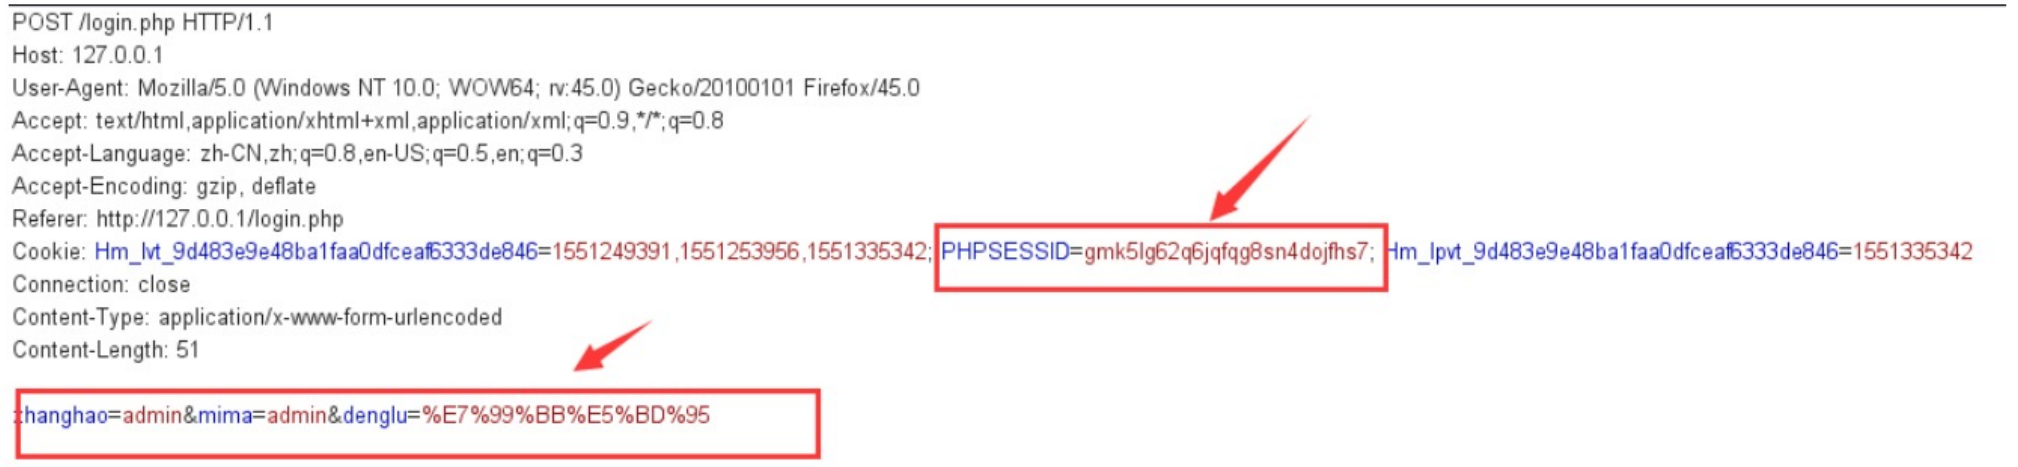 POST /login.php HTTP/1.1
Host: 127.0.0.1
User-Agent: Mozilla/5.0 (Windows NT 10.0; WOW64; rv:45.0) Gecko/20100101 Firefox/45.0
Accept: text/html,application/xhtml+xml,application/xml;q=0.9,*/*;q=0.8
Accept-Language: zh-CN,zh;q=0.8,en-US;q=0.5,en;q=0.3
Accept-Encoding: gzip, deflate
Referer: http://127.0.0.1/login.php
Cookie: Hm_lvt_9d483e9e48ba1faa0dfceaf6333de846=1551249391,1551253956,1551335342; PHPSESSID=gmk5lg62q6jqfqg8sn4dojfhs7; Hm_lpvt_9d483e9e48ba1faa0dfceaf6333de846=1551335342
Connection: close
Content-Type: application/x-www-form-urlencoded
Content-Length: 51
zhanghao=admin&mima=admin&denglu=%E7%99%BB%E5%BD%95